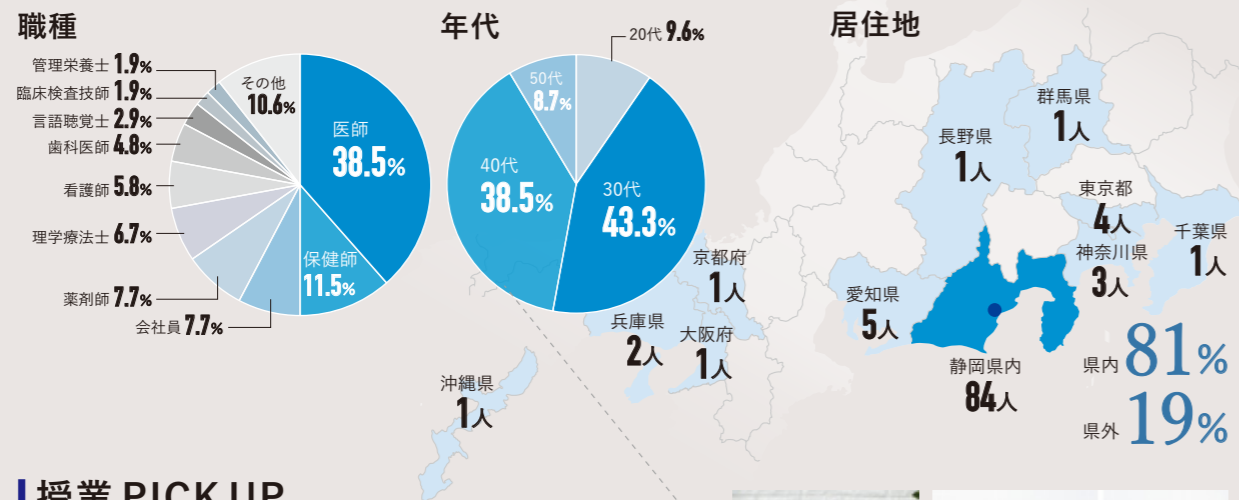 職種
管理栄養士 1.9%
臨床検査技師 1.9%
言語聴覚士 2.9%
歯科医師 4.8%
看護師 5.8%
理学療法士 6.7%
薬剤師 7.7%
会社員 7.7%
その他
10.6%
医師
38.5%
保健師
11.5%
年代
20代 9.6%
50代
8.7%
40代
38.5%
30代
43.3%
居住地
群馬県
1人
長野県
1人
東京都
4人
千葉県
1人
神奈川県
3人
京都府
1人
愛知県
5人
兵庫県
2人
大阪府
1人
静岡県内
84人
沖縄県
1人
県内 81%
県外 19%
授業 PICK UP